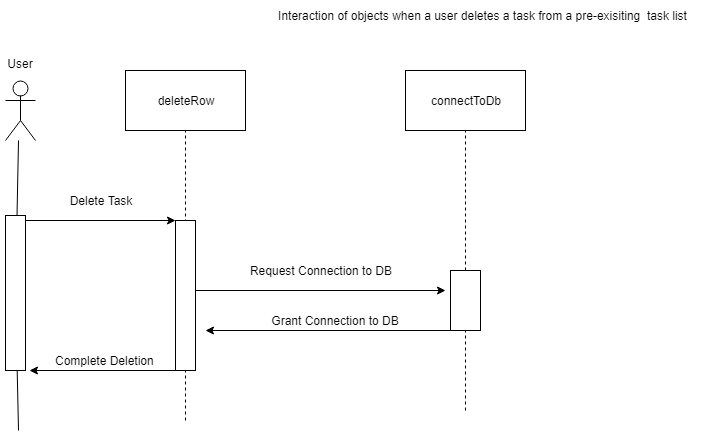 Interaction of objects when a user deletes a task from a pre-exisiting  task list
User
deleteRow
connectToDb
Delete Task
Request Connection to DB
Grant Connection to DB
Complete Deletion